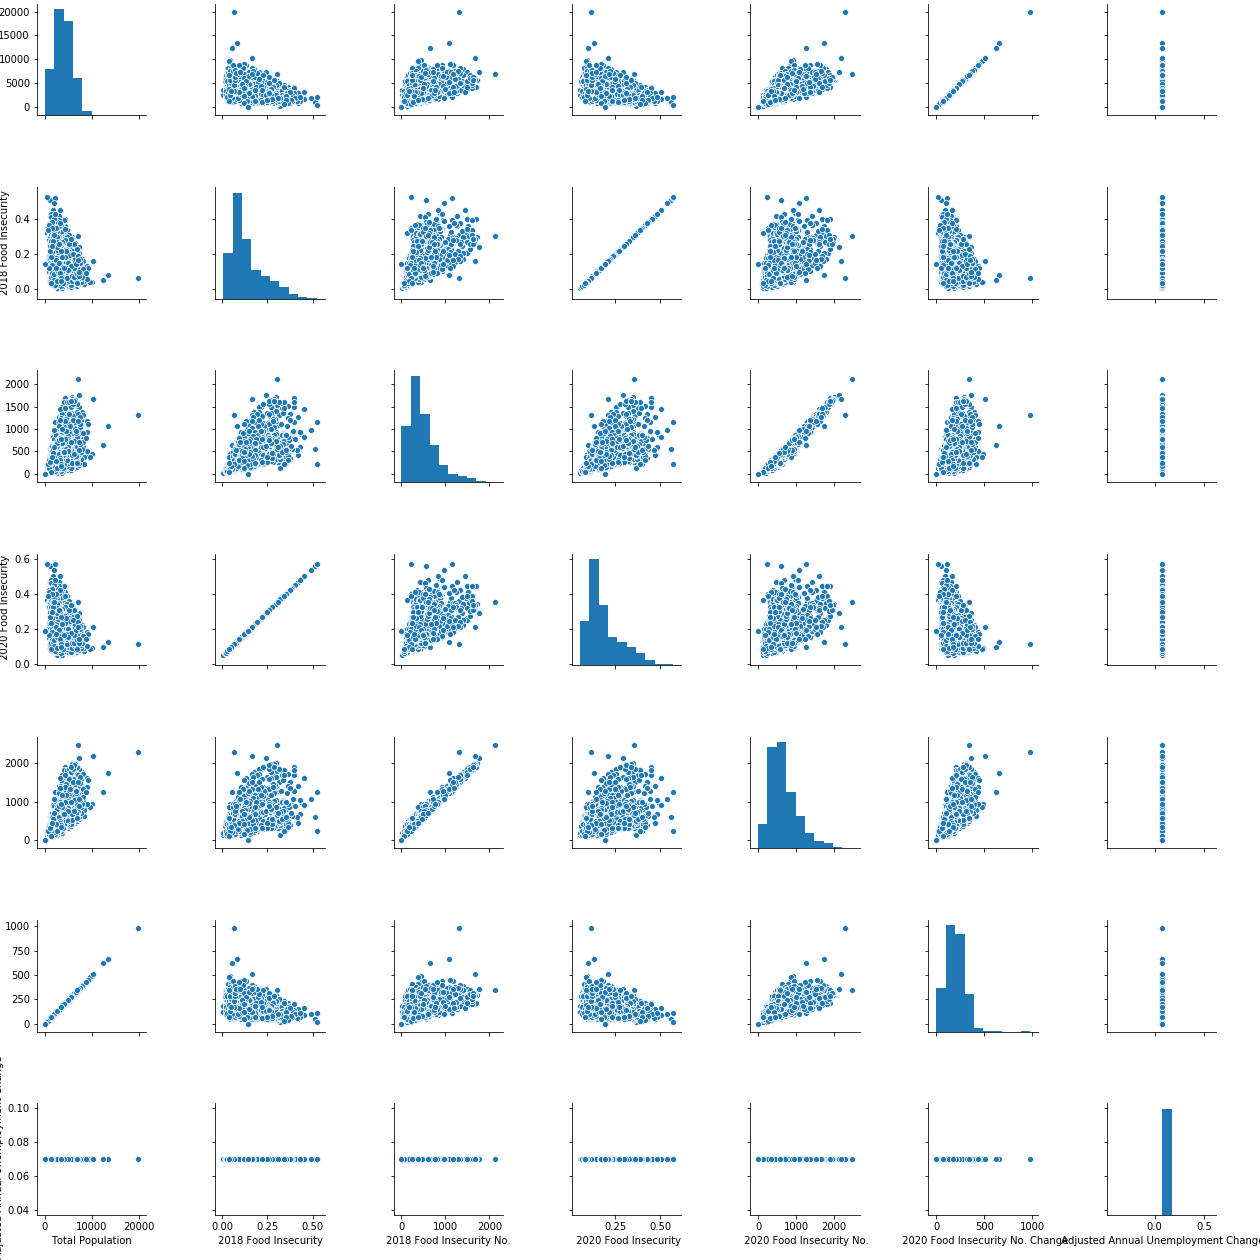 20000
15000
10000
5000
0
2018 Food Insecurity
0.4
0.2
0.0
2000
1500
1000
500
0
2020 Food Insecurity
0.6
0.4
0.2
0.0
2000
1000
0
1000
750
500
250
0
0.10
0.08
0.06
0.04
0 10000 20000
0.00 0.25 0.50
0 1000 2000
0.25 0.50
0 1000 2000
0 500 1000
0.0 0.5
Total Population
2018 Food Insecurity
2018 Food Insecurity No.
2020 Food Insecurity
2020 Food Insecurity No.
2020 Food Insecurity No. Change
Adjusted Annual Unemployment Change